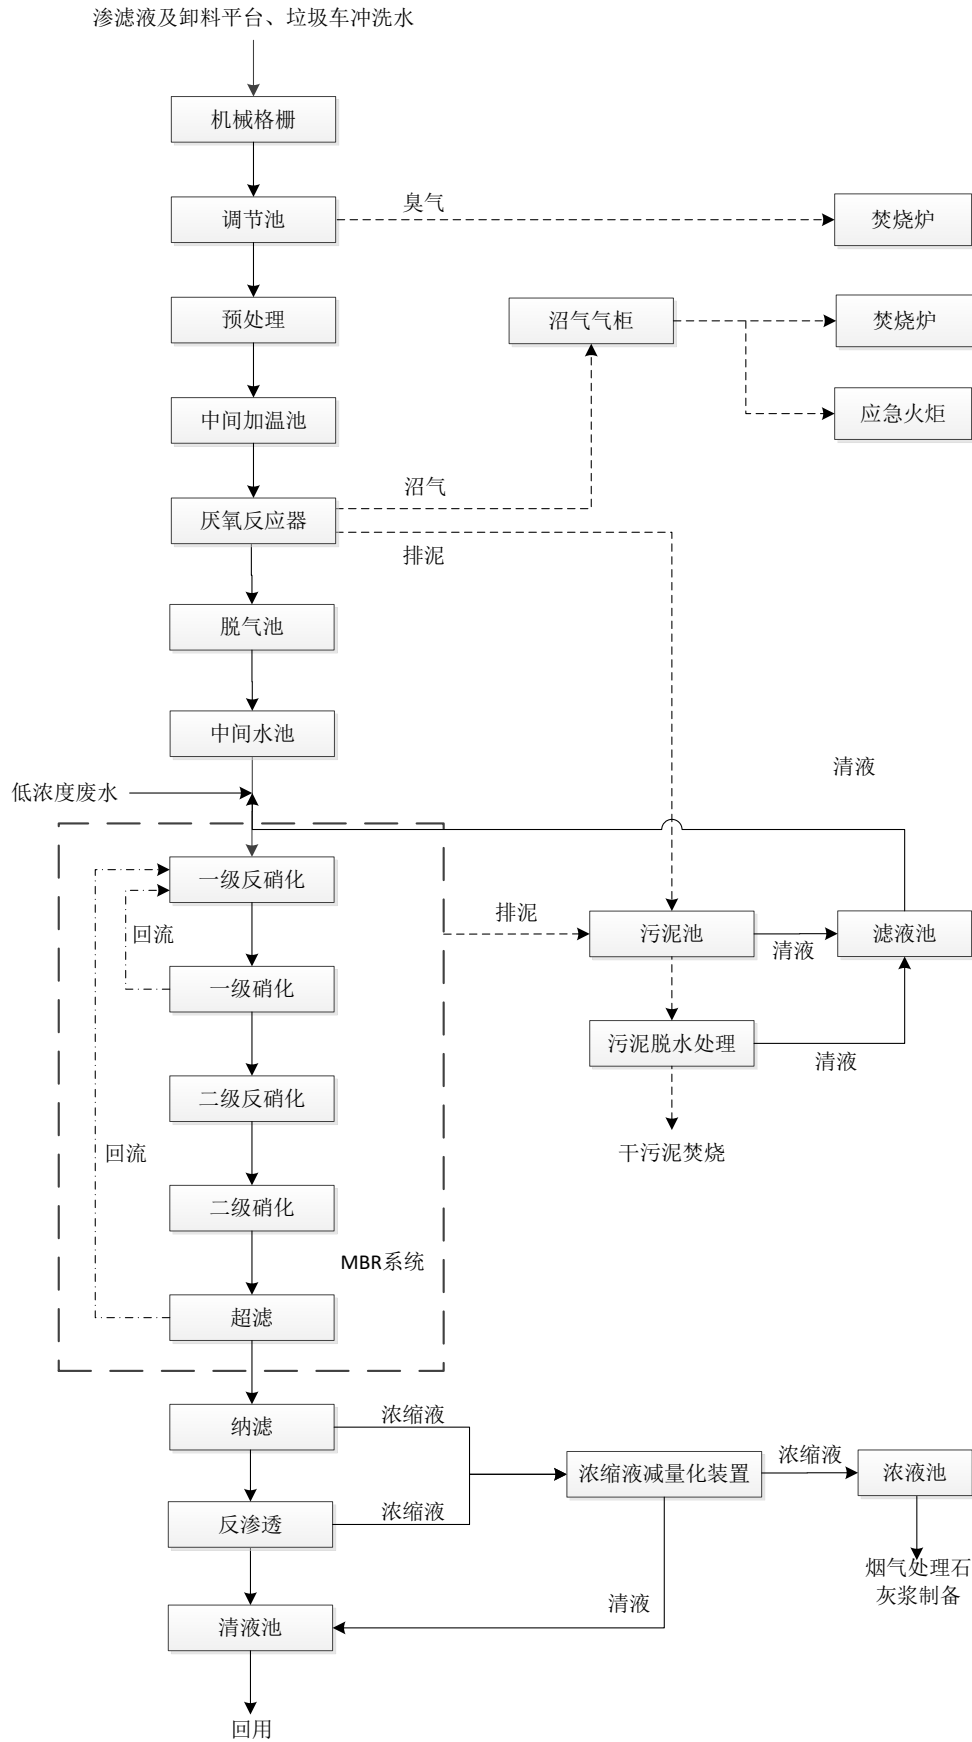 渗滤液及卸料平台、垃圾车冲洗水
机械格栅
臭气
调节池
焚烧炉
预处理
沼气气柜
焚烧炉
中间加温池
应急火炬
沼气
厌氧反应器
排泥
脱气池
中间水池
清液
低浓度废水
一级反硝化
排泥
回流
污泥池
清液
滤液池
一级硝化
污泥脱水处理
清液
二级反硝化
回流
干污泥焚烧
二级硝化
MBR系统
超滤
纳滤
浓缩液
浓缩液减量化装置
浓缩液
浓液池
浓缩液
反渗透
烟气处理石
灰浆制备
清液
清液池
回用